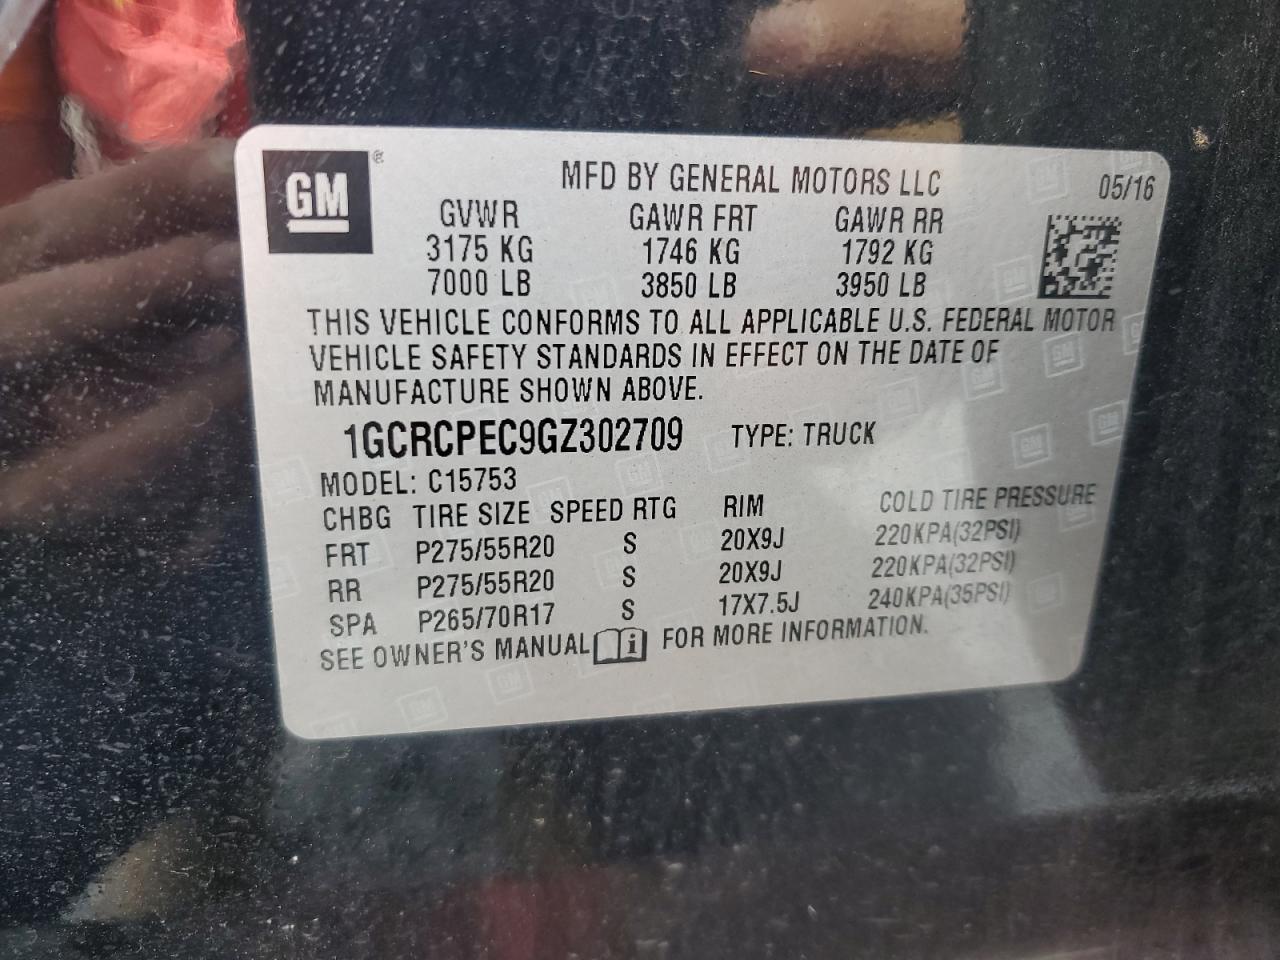 GM ®
MFD BY GENERAL MOTORS LLC 05/16
GVWR GAWR FRT GAWR RR
3175 KG 1746 KG 1792 KG
7000 LB 3850 LB 3950 LB
THIS VEHICLE CONFORMS TO ALL APPLICABLE U.S. FEDERAL MOTOR
VEHICLE SAFETY STANDARDS IN EFFECT ON THE DATE OF
MANUFACTURE SHOWN ABOVE.
1GCRCPEC9GZ302709 TYPE: TRUCK
MODEL: C15753
CHBG TIRE SIZE SPEED RTG RIM COLD TIRE PRESSURE
FRT P275/55R20 S 20X9J 220KPA(32PSI)
RR P275/55R20 S 20X9J 220KPA(32PSI)
SPA P265/70R17 S 17X7.5J 240KPA(35PSI)
SEE OWNER'S MANUAL i FOR MORE INFORMATION.